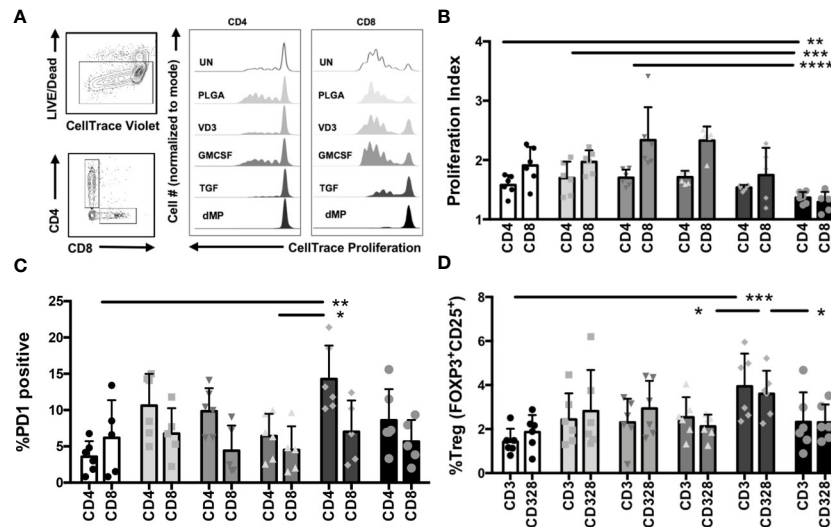 A
LIVE/Dead
CellTrace Violet
CD4
CD8
Cell # (normalized to mode)
CD4
CD8
UN
UN
PLGA
PLGA
VD3
VD3
GMCSF
GMCSF
TGF
TGF
dMP
dMP
CellTrace Proliferation
B
Proliferation Index
4
3
2
1
**
***
****
CD4
CD8
CD4
CD8
CD4
CD8
CD4
CD8
CD4
CD8
CD4
CD8
C
%PD1 positive
25
20
15
10
5
0
**
*
CD4
CD8
CD4
CD8
CD4
CD8
CD4
CD8
CD4
CD8
CD4
CD8
D
%Treg (FOXP3+CD25+)
8
6
4
2
0
***
*
*
CD3-
CD328-
CD3-
CD328-
CD3-
CD328-
CD3-
CD328-
CD3-
CD328-
CD3-
CD328-